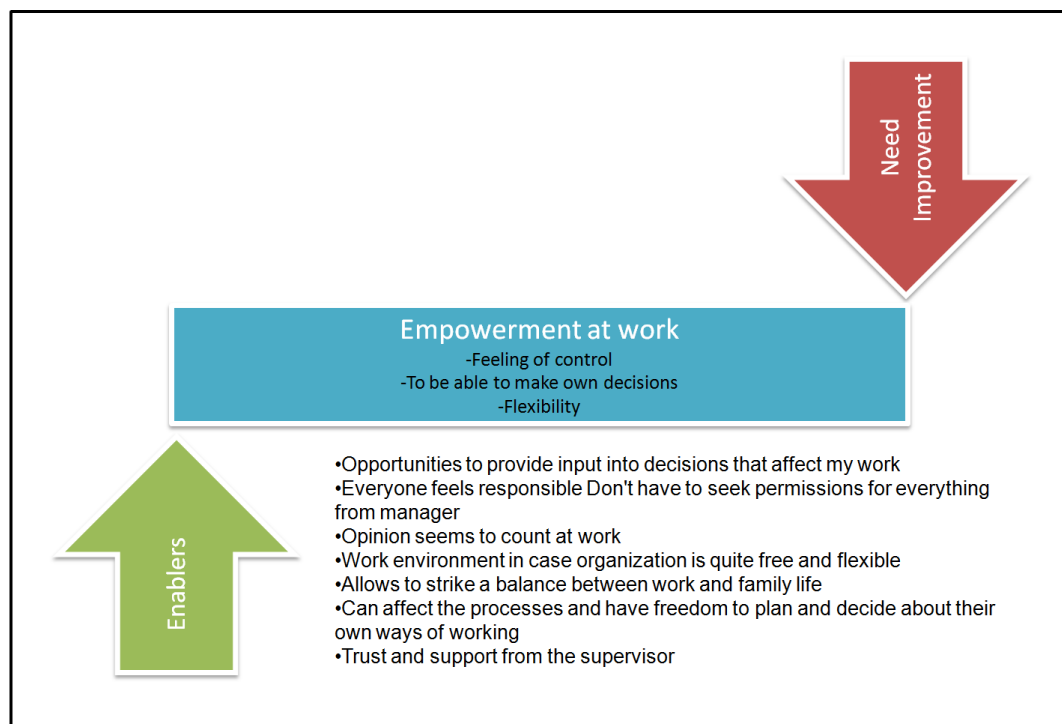 Need
Improvement
Empowerment at work
-Feeling of control
-To be able to make own decisions
-Flexibility
Enablers
•Opportunities to provide input into decisions that affect my work
•Everyone feels responsible Don't have to seek permissions for everything
from manager
•Opinion seems to count at work
•Work environment in case organization is quite free and flexible
•Allows to strike a balance between work and family life
•Can affect the processes and have freedom to plan and decide about their
own ways of working
•Trust and support from the supervisor